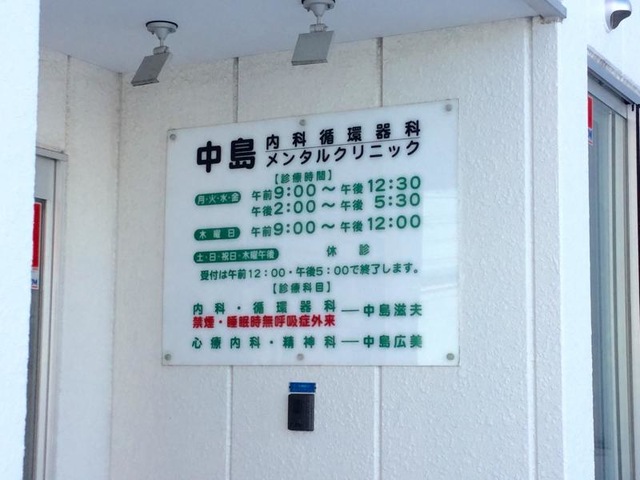 中島 内科循環器科
メンタルクリニック
【診療時間】
月・火・水・金 午前9:00〜午後12:30
午後2:00〜午後5:30
木曜日 午前9:00〜午後12:00
土・日・祝日・木曜午後 休診
受付は午前12:00・午後5:00で終了します。
【診療科目】
内科・循環器科―中島滋夫
禁煙・睡眠時無呼吸症外来
心療内科・精神科―中島広美